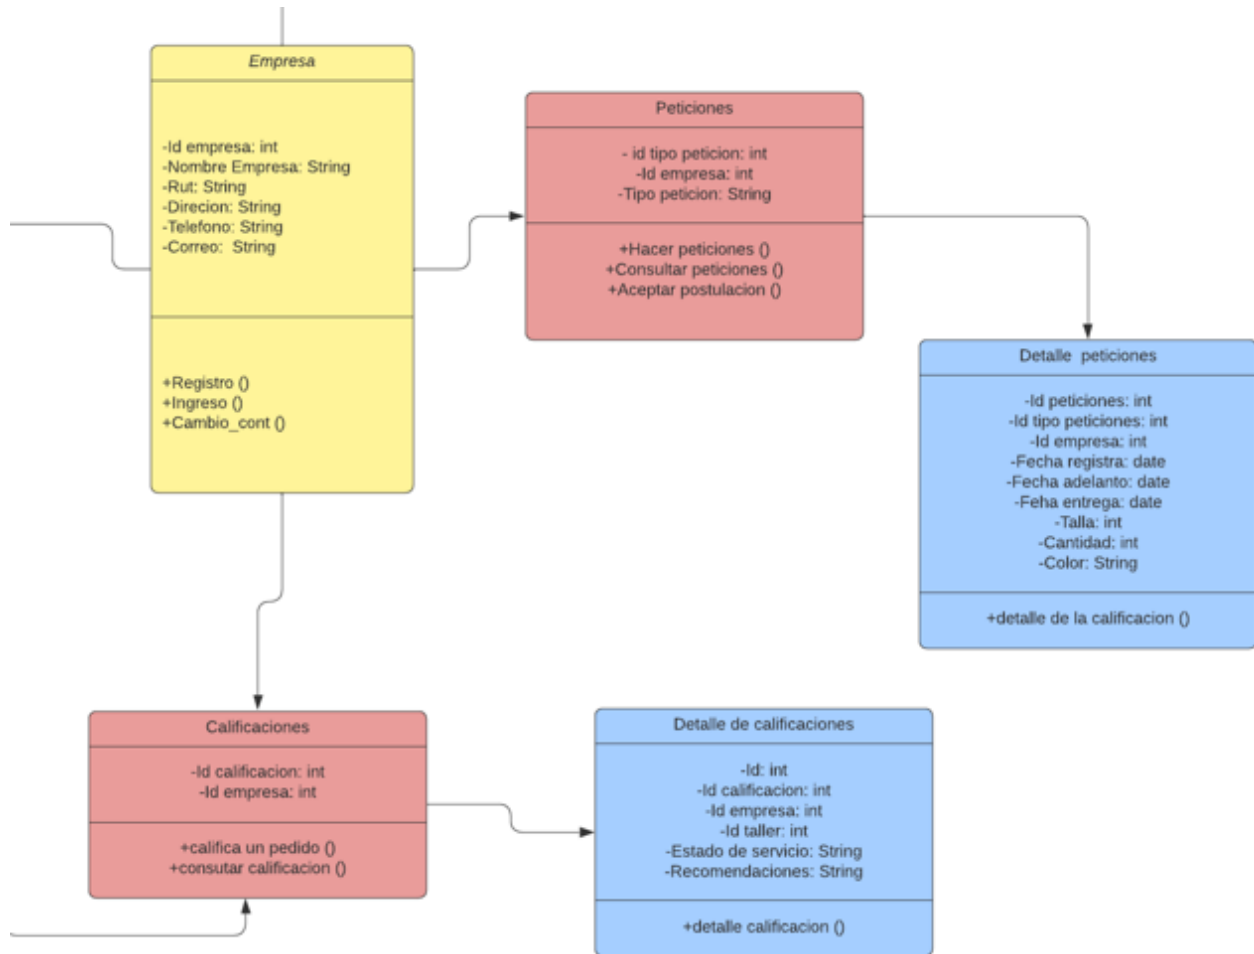 Empresa
-Id empresa: int
-Nombre Empresa: String
-Rut: String
-Direcion: String
-Telefono: String
-Correo:  String
+Registro ()
+Ingreso ()
+Cambio_cont ()
Peticiones
- id tipo peticion: int
-Id empresa: int
-Tipo peticion: String
+Hacer peticiones ()
+Consultar peticiones ()
+Aceptar postulacion ()
Detalle  peticiones
-Id peticiones: int
-Id tipo peticiones: int
-Id empresa: int
-Fecha registra: date
-Fecha adelanto: date
-Feha entrega: date
-Talla: int
-Cantidad: int
-Color: String
+detalle de la calificacion ()
Calificaciones
-Id calificacion: int
-Id empresa: int
+califica un pedido ()
+consutar calificacion ()
Detalle de calificaciones
-Id: int
-Id calificacion: int
-Id empresa: int
-Id taller: int
-Estado de servicio: String
-Recomendaciones: String
+detalle calificacion ()